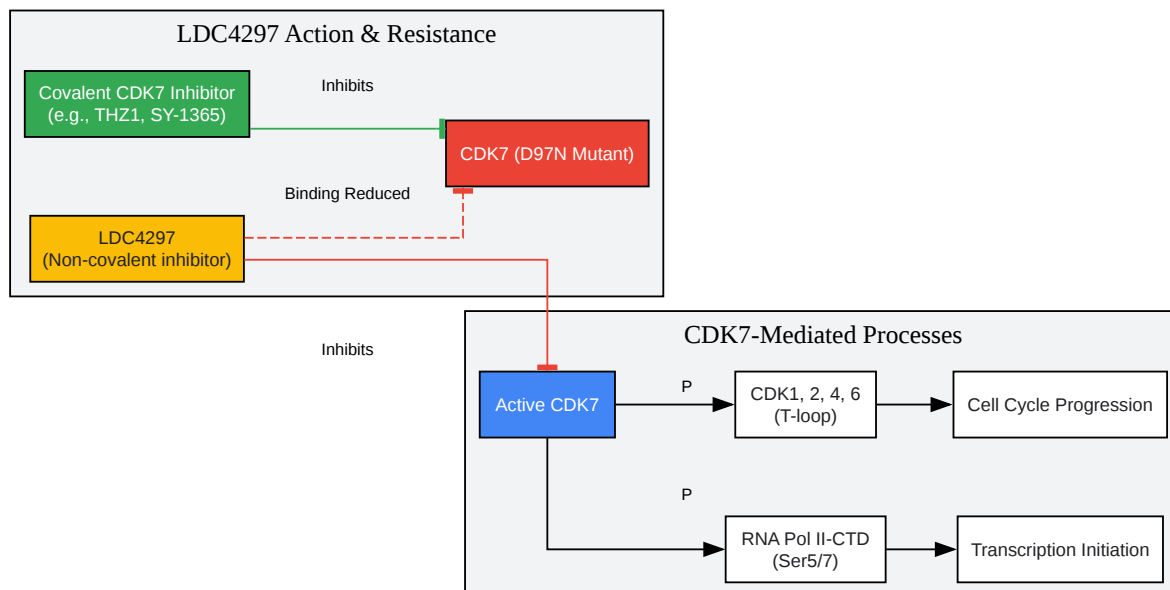 LDC4297 Action & Resistance
Covalent CDK7 Inhibitor
(e.g., THZ1, SY-1365)
Inhibits
CDK7 (D97N Mutant)
Binding Reduced
LDC4297
(Non-covalent inhibitor)
Inhibits
CDK7-Mediated Processes
Active CDK7
P
CDK1, 2, 4, 6
(T-loop)
Cell Cycle Progression
P
RNA Pol II-CTD
(Ser5/7)
Transcription Initiation